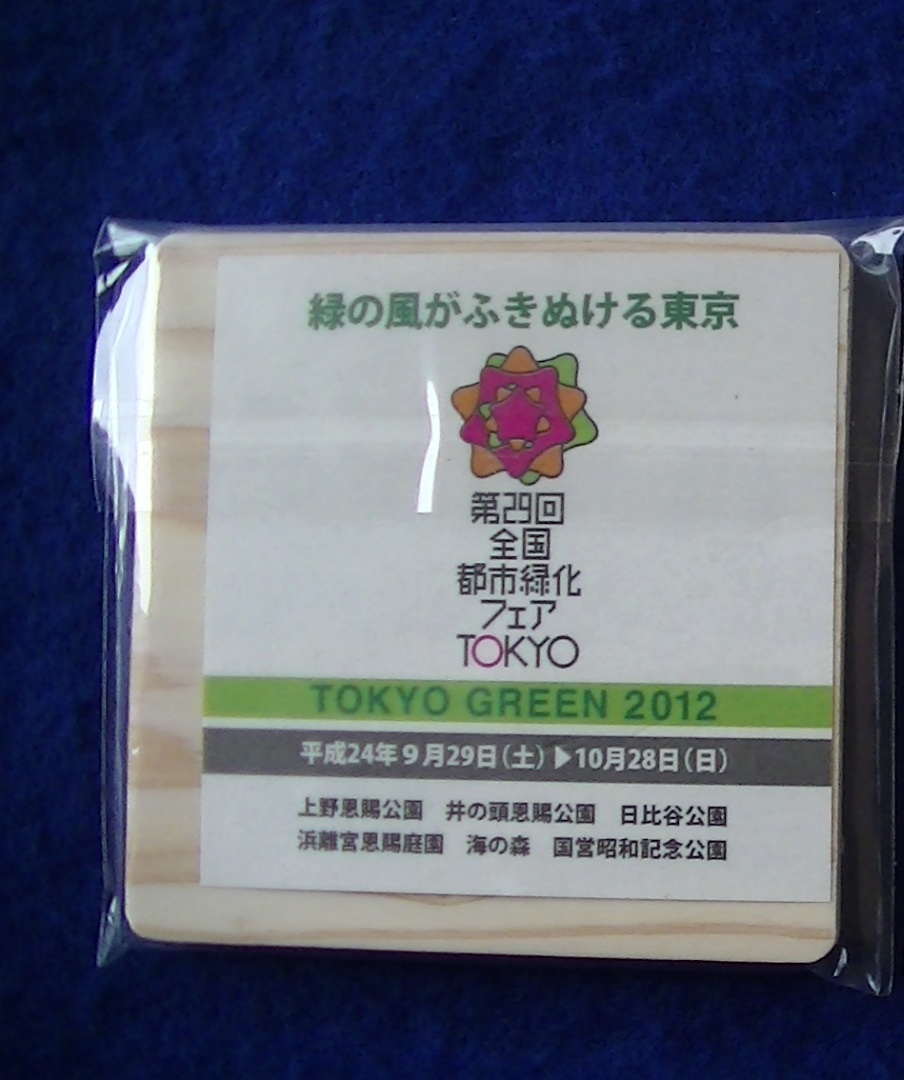 緑の風がふきぬける東京
第29回
全国
都市緑化
フェア
TOKYO
TOKYO GREEN 2012
平成24年9月29日(土)▶10月28日(日)
上野恩賜公園 井の頭恩賜公園 日比谷公園
浜離宮恩賜庭園 海の森 国営昭和記念公園